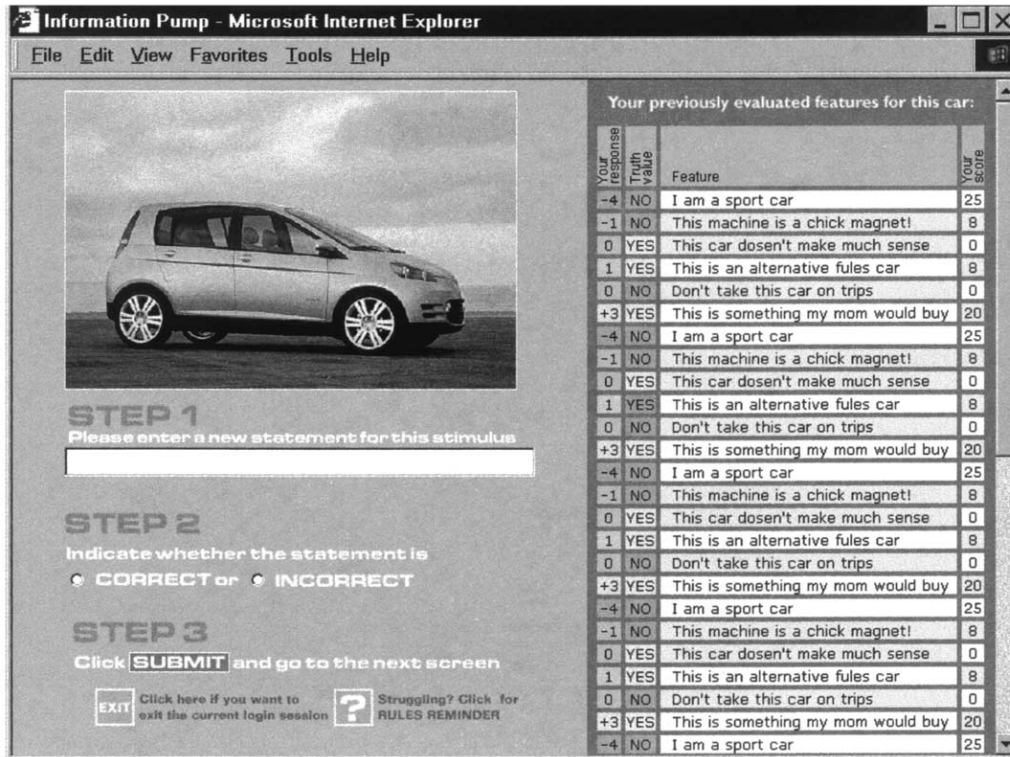 Information Pump - Microsoft Internet Explorer
File Edit View Favorites Tools Help
STEP 1
Please enter a new statement for this stimulus
STEP 2
Indicate whether the statement is
CORRECT or INCORRECT
STEP 3
Click SUBMIT and go to the next screen
EXIT Click here if you want to
exit the current login session
? Struggling? Click for
RULES REMINDER
Your previously evaluated features for this car:
Your response Truth value Feature Your score
-4 NO I am a sport car 25
-1 NO This machine is a chick magnet! 8
0 YES This car dosen't make much sense 0
1 YES This is an alternative fules car 8
0 NO Don't take this car on trips 0
+3 YES This is something my mom would buy 20
-4 NO I am a sport car 25
-1 NO This machine is a chick magnet! 8
0 YES This car dosen't make much sense 0
1 YES This is an alternative fules car 8
0 NO Don't take this car on trips 0
+3 YES This is something my mom would buy 20
-4 NO I am a sport car 25
-1 NO This machine is a chick magnet! 8
0 YES This car dosen't make much sense 0
1 YES This is an alternative fules car 8
0 NO Don't take this car on trips 0
+3 YES This is something my mom would buy 20
-4 NO I am a sport car 25
-1 NO This machine is a chick magnet! 8
0 YES This car dosen't make much sense 0
1 YES This is an alternative fules car 8
0 NO Don't take this car on trips 0
+3 YES This is something my mom would buy 20
-4 NO I am a sport car 25